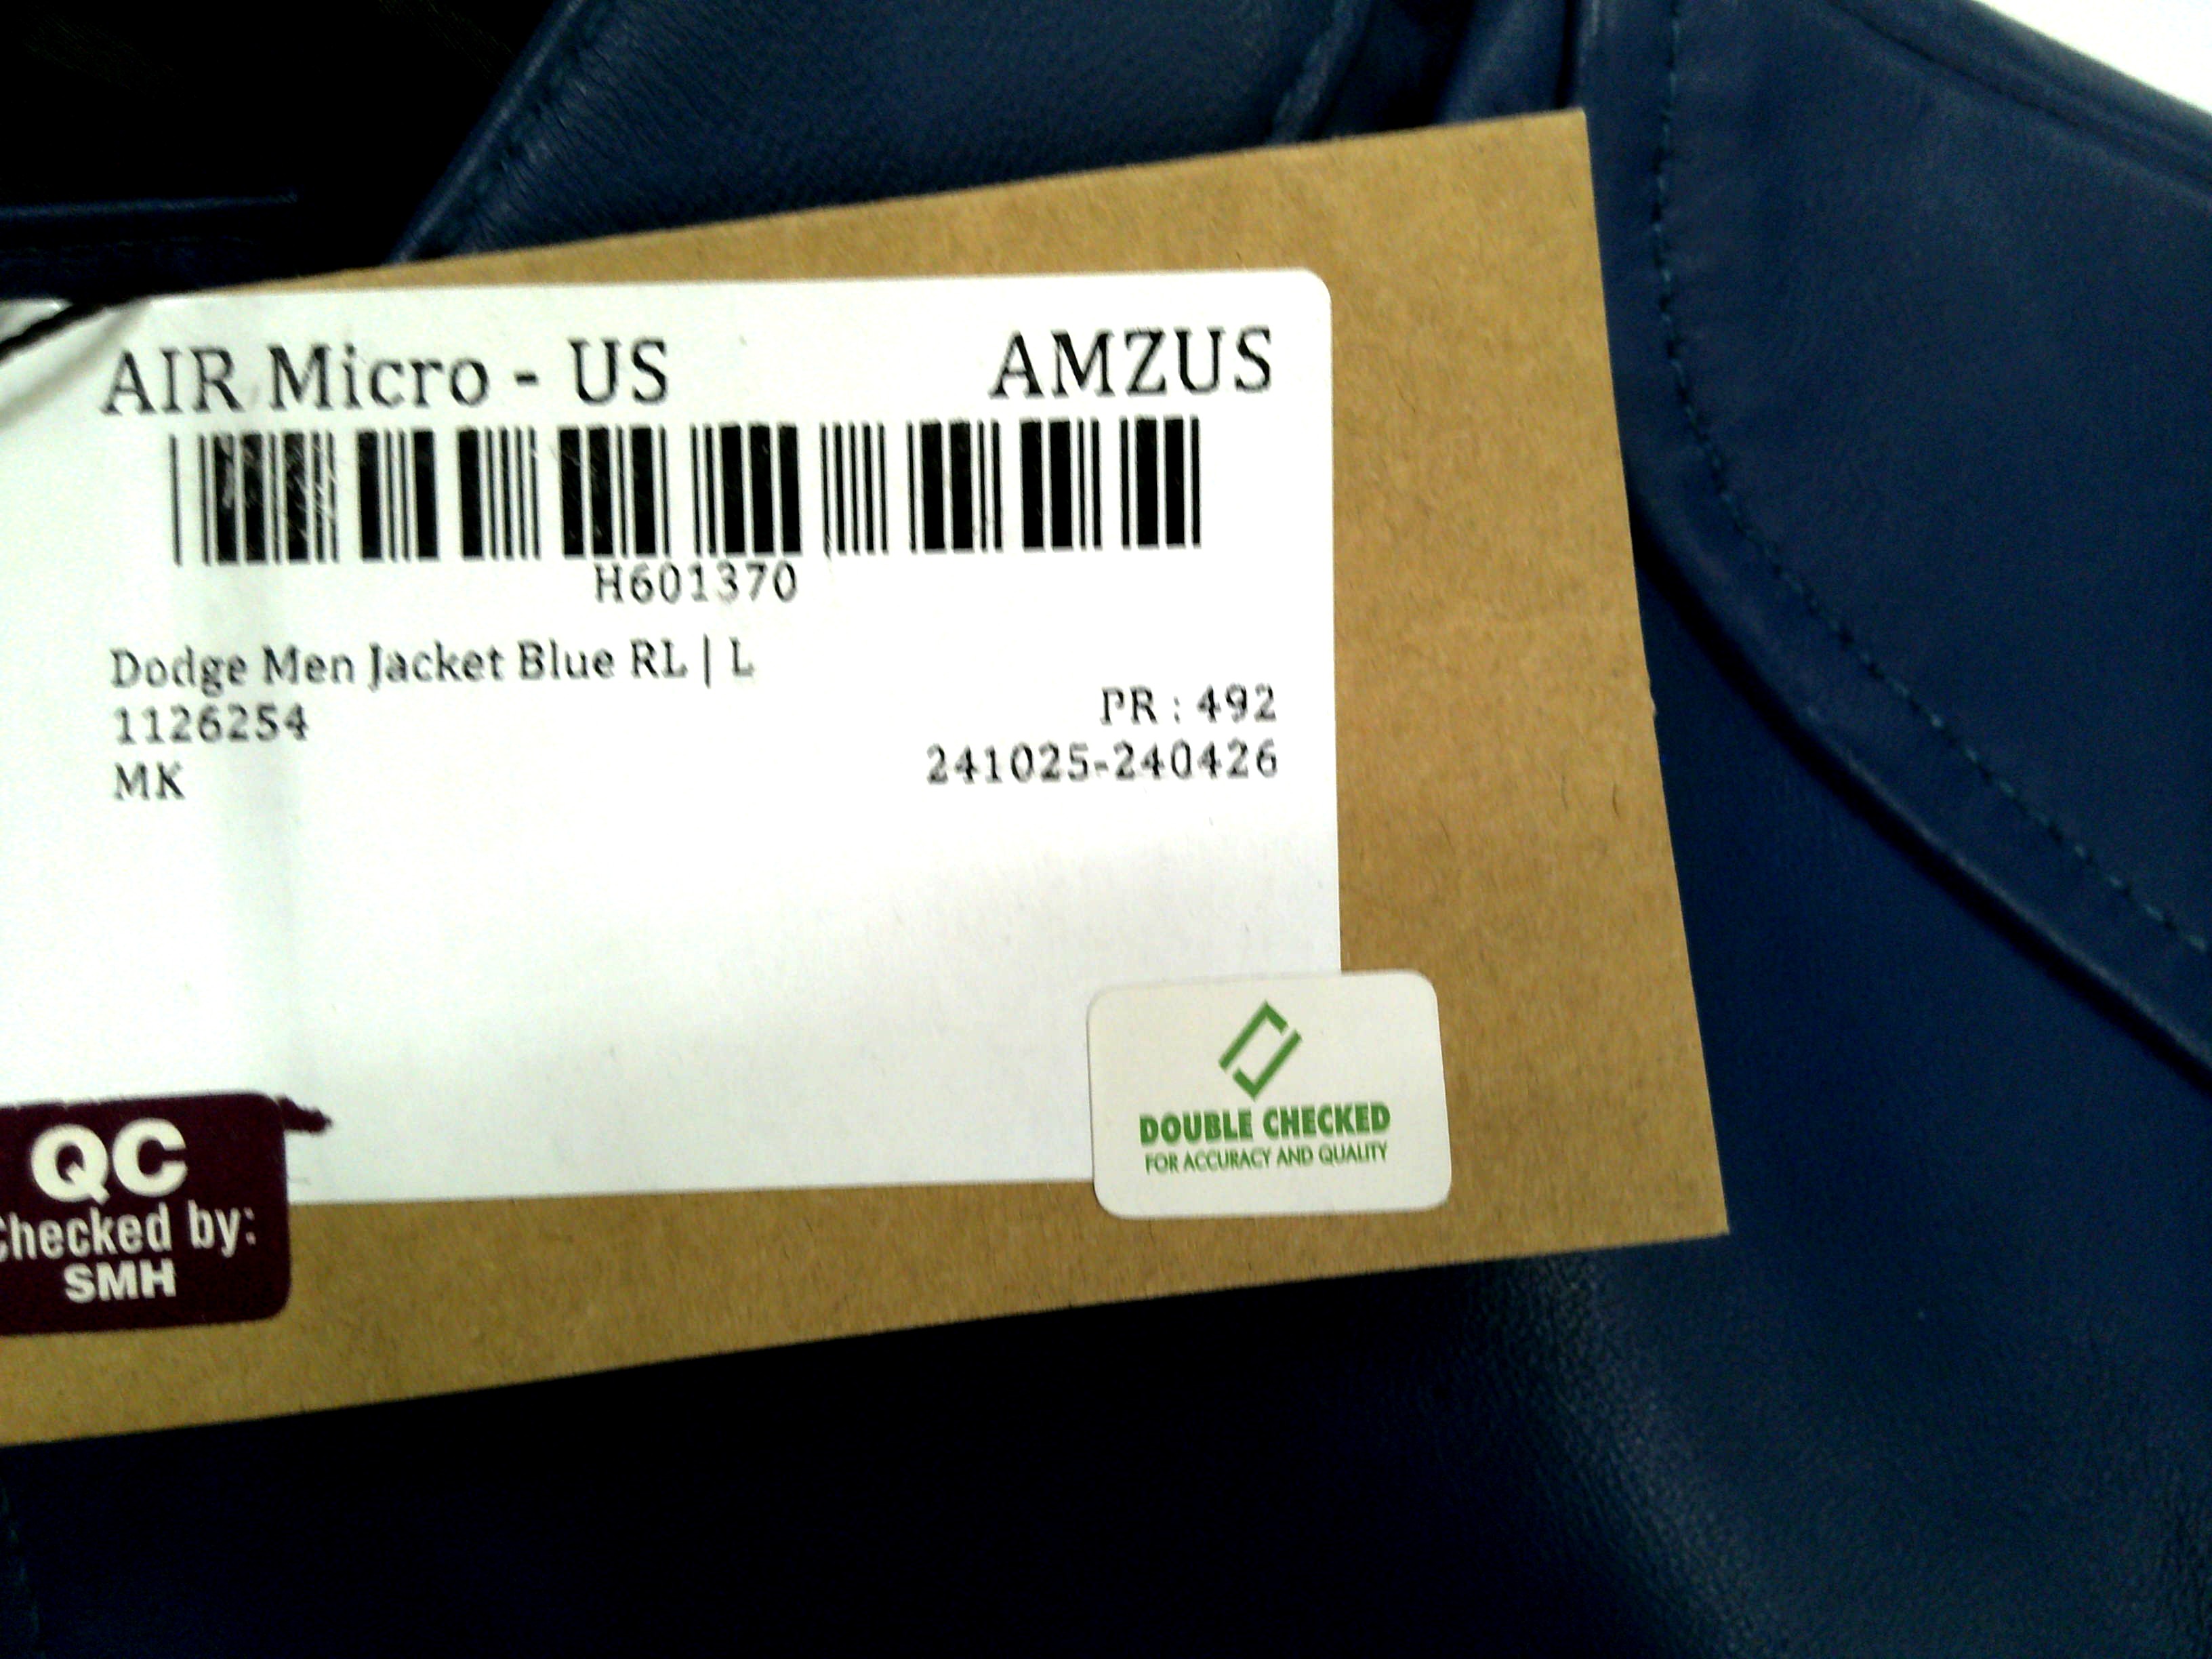 AIR Micro - US AMZUS
H601370
Dodge Men Jacket Blue RL | L
1126254 PR : 492
MK 241025-240426
DOUBLE CHECKED
FOR ACCURACY AND QUALITY
QC
Checked by:
SMH